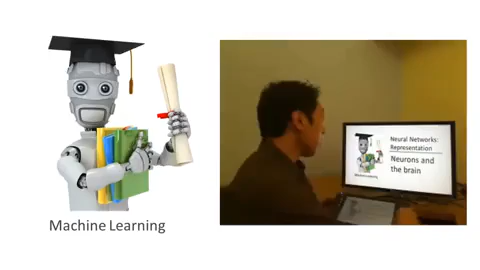 Machine Learning
Neural Networks:
Representation
Neurons and
the brain